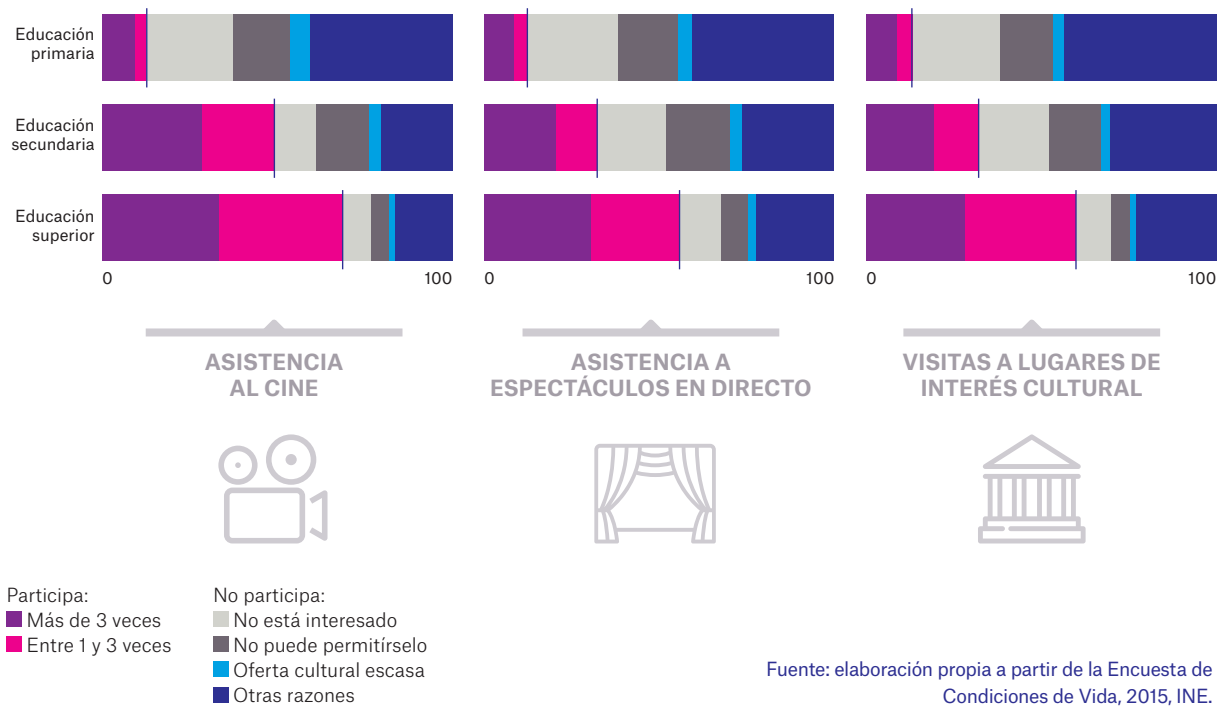 Educación
primaria
Educación
secundaria
Educación
superior
0
100
0
100
0
100
ASISTENCIA
AL CINE
ASISTENCIA A
ESPECTÁCULOS EN DIRECTO
VISITAS A LUGARES DE
INTERÉS CULTURAL
Participa:
Más de 3 veces
Entre 1 y 3 veces
No participa:
No está interesado
No puede permitírselo
Oferta cultural escasa
Otras razones
Fuente: elaboración propia a partir de la Encuesta de
Condiciones de Vida, 2015, INE.